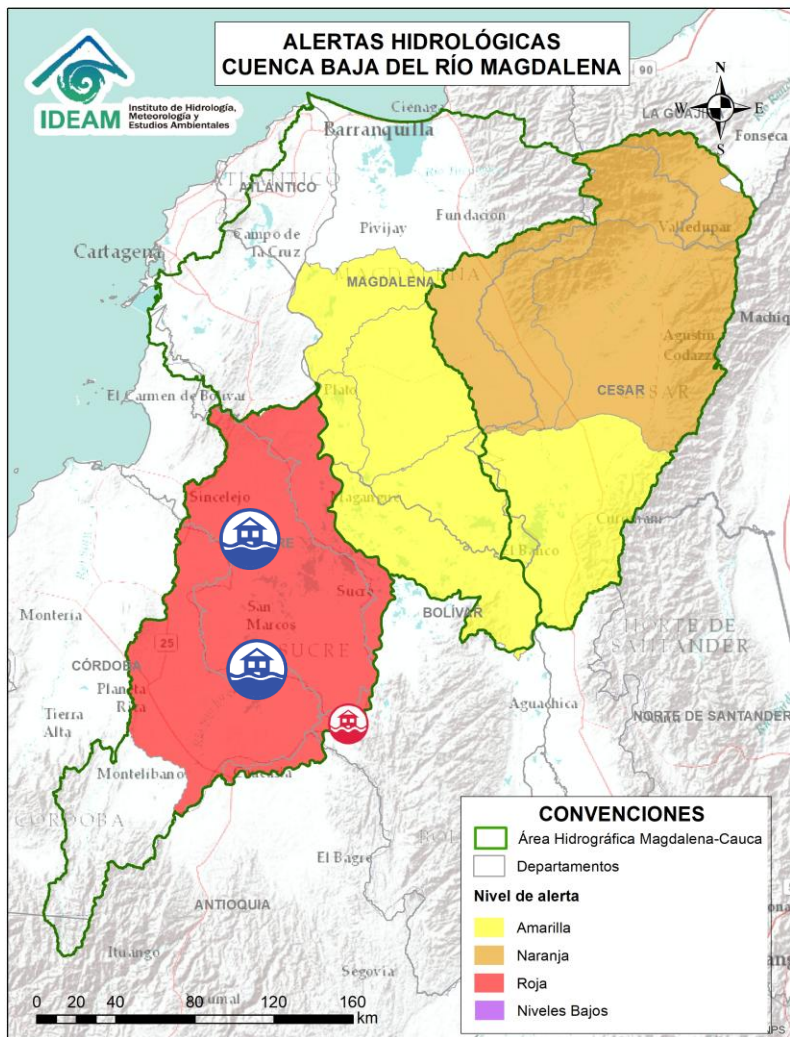 ALERTAS HIDROLÓGICAS
CUENCA BAJA DEL RÍO MAGDALENA
IDEAM
Instituto de Hidrología,
Meteorología y
Estudios Ambientales
N
W
E
S
90
LA GUAJIRA
Fonseca
Ciénaga
Barranquilla
ATLÁNTICO
Valledupar
Fundación
Pivijay
Campo de
la Cruz
Cartagena
MAGDALENA
Machiq
Agustín
Codazzi
CESAR
Plato
El Carmen de Bolívar
Sincelejo
Magangué
Curumaní
El Banco
Sucre
BOLÍVAR
San
Marcos
SUCRE
Montería
25
CÓRDOBA
Planeta
Rica
Tierra
Alta
NORTE DE
SANTANDER
Aguachica
NORTE DE SANTANDER
Montelíbano
CÓRDOBA
El Bagre
ANTIOQUIA
Ituango
Segovia
CONVENCIONES
Área Hidrográfica Magdalena-Cauca
Departamentos
Nivel de alerta
Amarilla
Naranja
Roja
Niveles Bajos
0 20 40 80 120 160
km